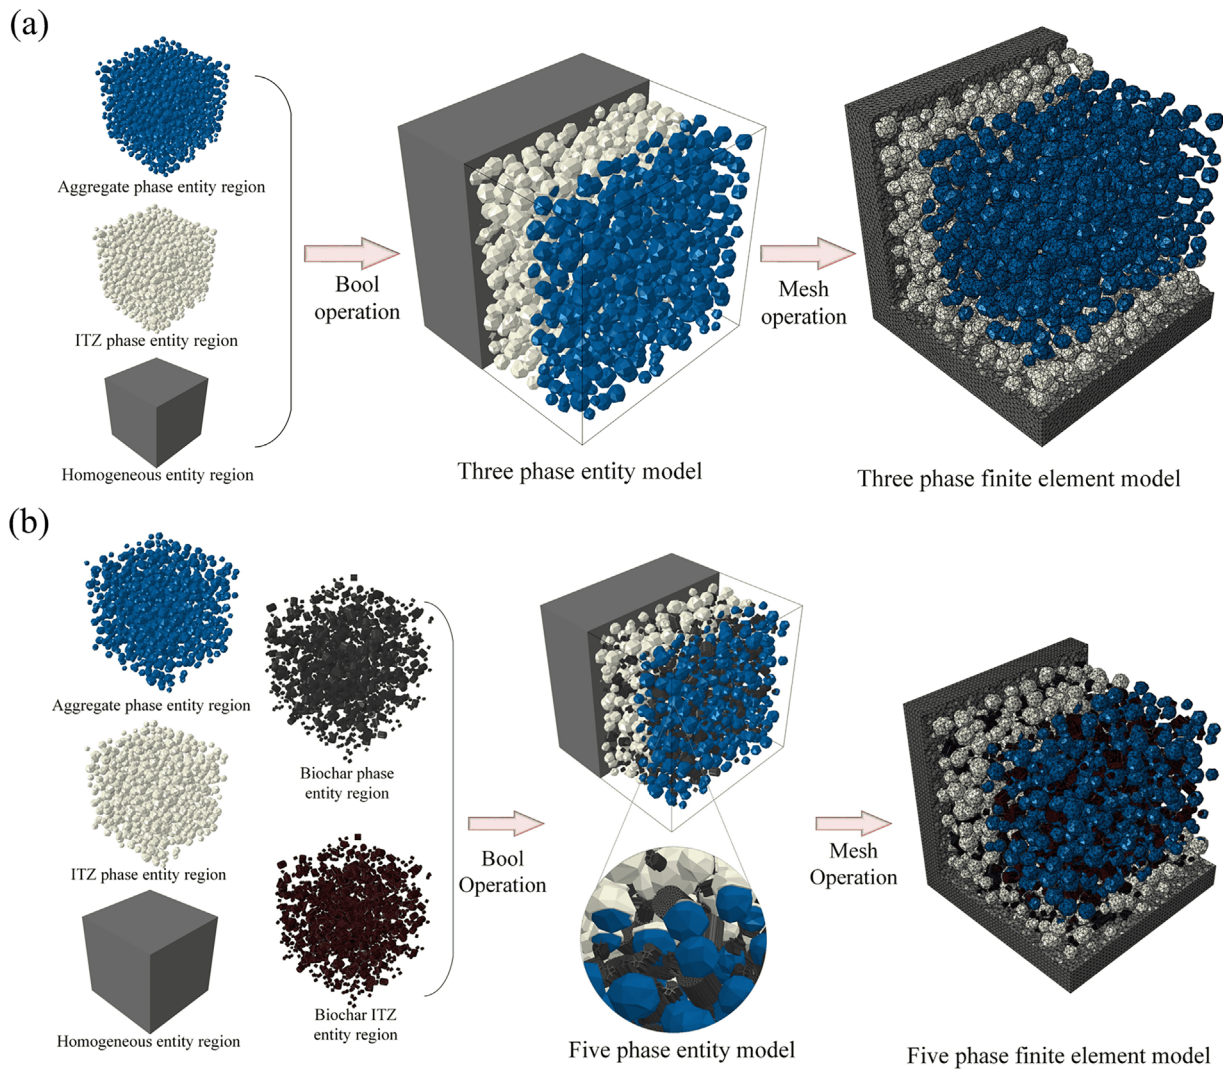 (a)
Aggregate phase entity region
ITZ phase entity region
Homogeneous entity region
Bool
operation
Three phase entity model
Mesh
operation
Three phase finite element model
(b)
Aggregate phase entity region
ITZ phase entity region
Homogeneous entity region
Biochar phase
entity region
Biochar ITZ
entity region
Bool
Operation
Five phase entity model
Mesh
Operation
Five phase finite element model